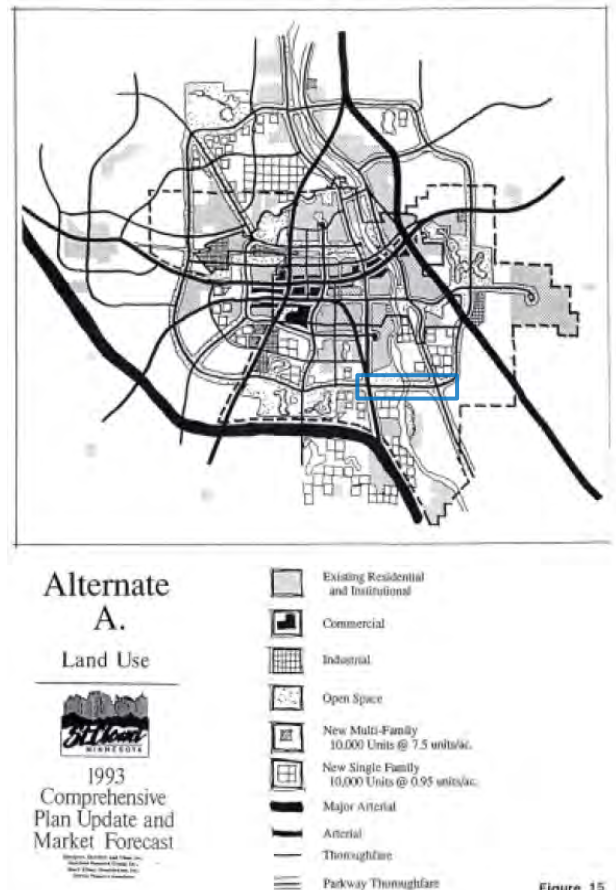 Alternate
A.
Land Use
St. Cloud
MINNESOTA
1993
Comprehensive
Plan Update and
Market Forecast
Existing Residential
and Institutional
Commercial
Industrial
Open Space
New Multi-Family
10,000 Units @ 7.5 units/ac.
New Single Family
10,000 Units @ 0.95 units/ac.
Major Arterial
Arterial
Thoroughfare
Parkway Thoroughfare
Figure 15